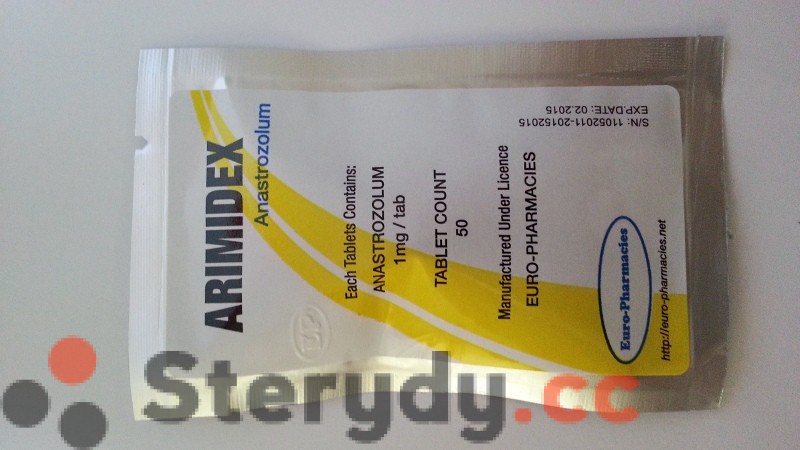 ARIMIDEX
Anastrozolum
Each Tablets Contains:
ANASTROZOLUM
1mg / tab
TABLET COUNT
50
Manufactured Under Licence
EURO-PHARMACIES
S/N: 11052011-20152015
EXP.DATE: 02.2015
Euro-Pharmacies
http://euro-pharmacies.net
Sterydy.cc